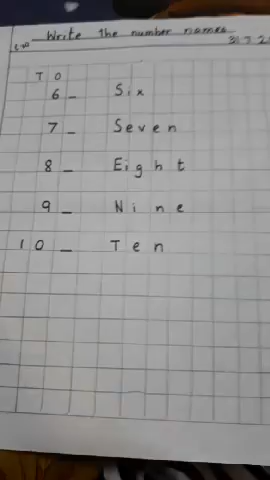 Write the number names
T O
6 - Six
7 - Seven
8 - Eight
9 - Nine
10 - Ten